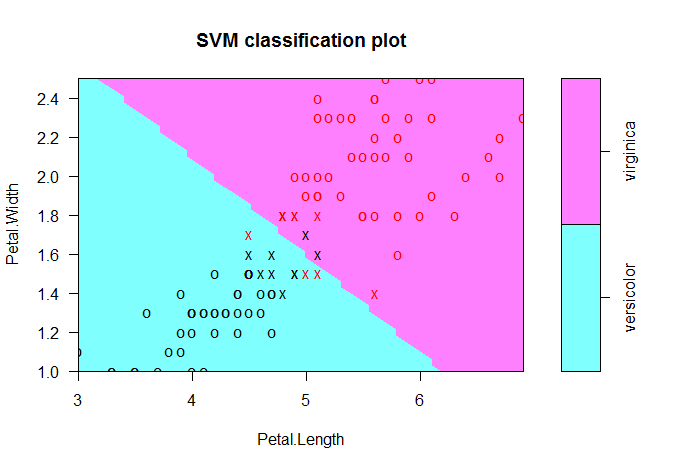 SVM classification plot
Petal.Width
2.4
2.2
2.0
1.8
1.6
1.4
1.2
1.0
3
4
5
6
Petal.Length
virginica
versicolor